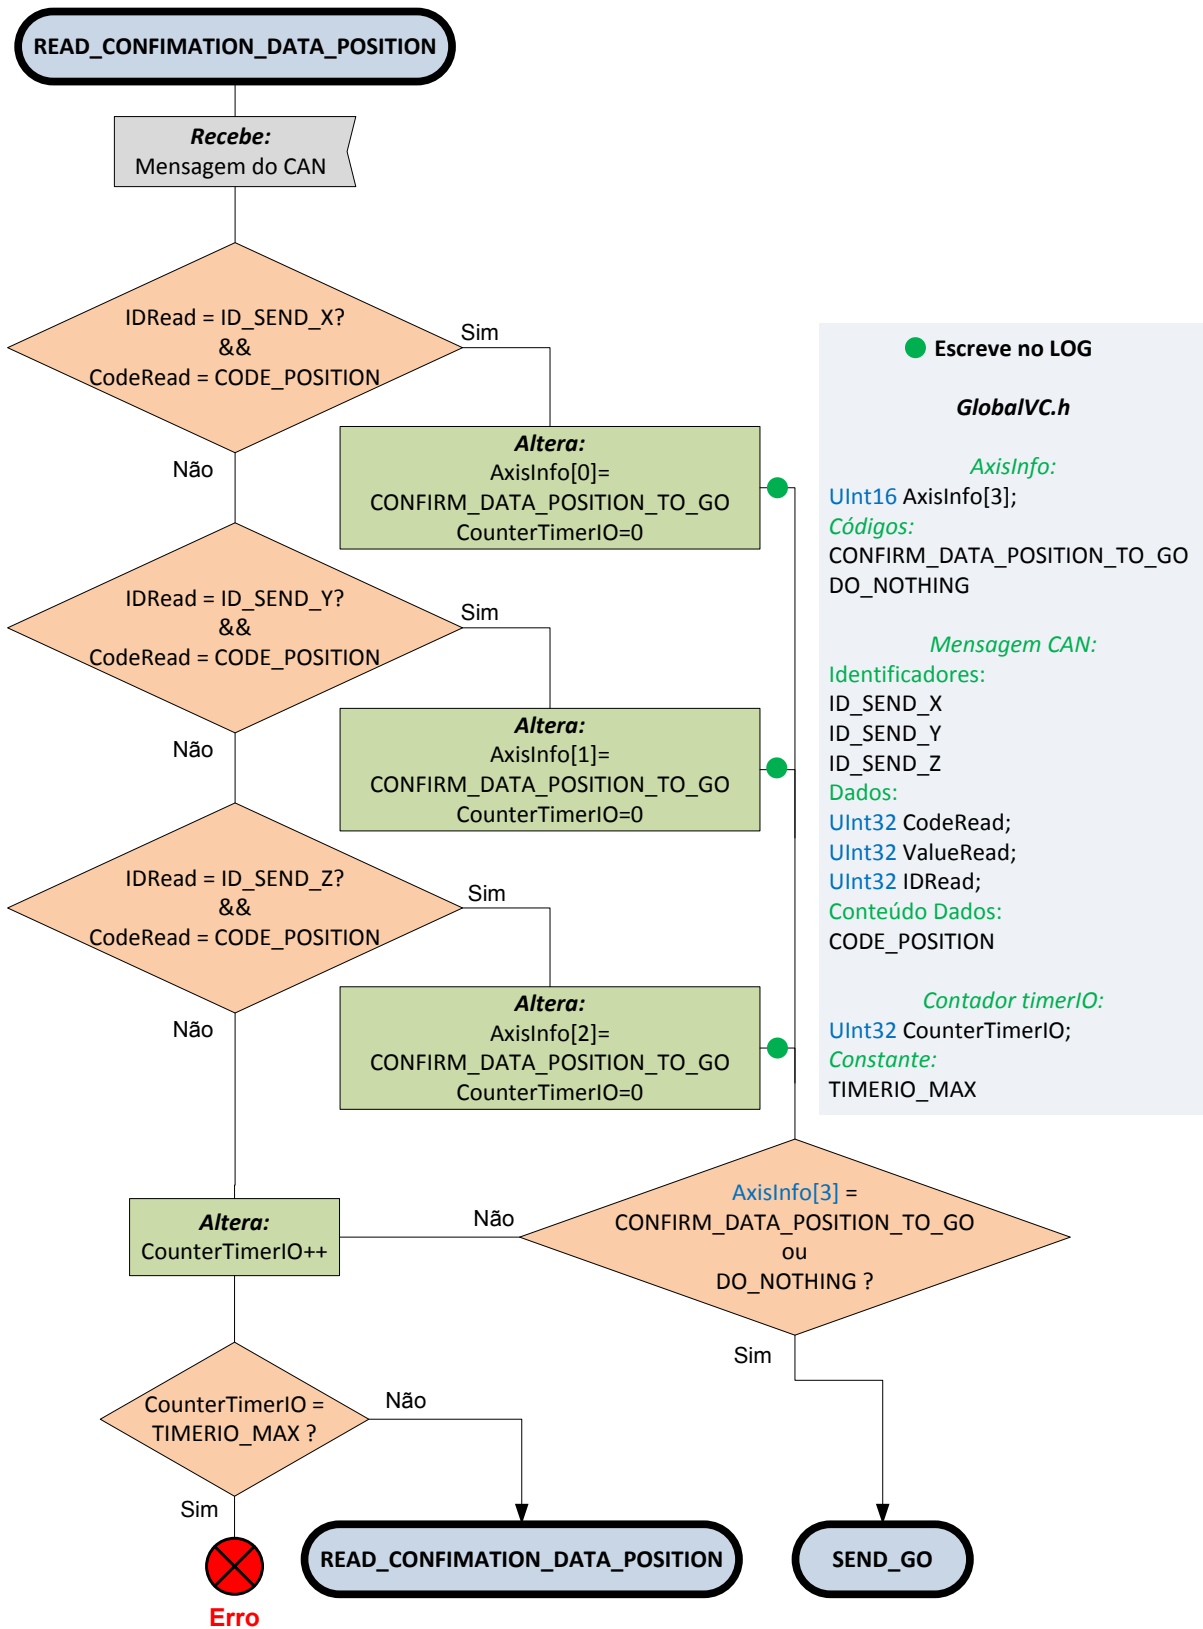 READ_CONFIMATION_DATA_POSITION
Recebe:
Mensagem do CAN
IDRead = ID_SEND_X?
&&
CodeRead = CODE_POSITION
Sim
Não
Altera:
AxisInfo[0]=
CONFIRM_DATA_POSITION_TO_GO
CounterTimerIO=0
IDRead = ID_SEND_Y?
&&
CodeRead = CODE_POSITION
Sim
Não
Altera:
AxisInfo[1]=
CONFIRM_DATA_POSITION_TO_GO
CounterTimerIO=0
IDRead = ID_SEND_Z?
&&
CodeRead = CODE_POSITION
Sim
Não
Altera:
AxisInfo[2]=
CONFIRM_DATA_POSITION_TO_GO
CounterTimerIO=0
Escreve no LOG
GlobalVC.h
AxisInfo:
UInt16 AxisInfo[3];
Códigos:
CONFIRM_DATA_POSITION_TO_GO
DO_NOTHING
Mensagem CAN:
Identificadores:
ID_SEND_X
ID_SEND_Y
ID_SEND_Z
Dados:
UInt32 CodeRead;
UInt32 ValueRead;
UInt32 IDRead;
Conteúdo Dados:
CODE_POSITION
Contador timerIO:
UInt32 CounterTimerIO;
Constante:
TIMERIO_MAX
AxisInfo[3] =
CONFIRM_DATA_POSITION_TO_GO
ou
DO_NOTHING ?
Não
Sim
Altera:
CounterTimerIO++
CounterTimerIO =
TIMERIO_MAX ?
Não
Sim
Erro
READ_CONFIMATION_DATA_POSITION
SEND_GO